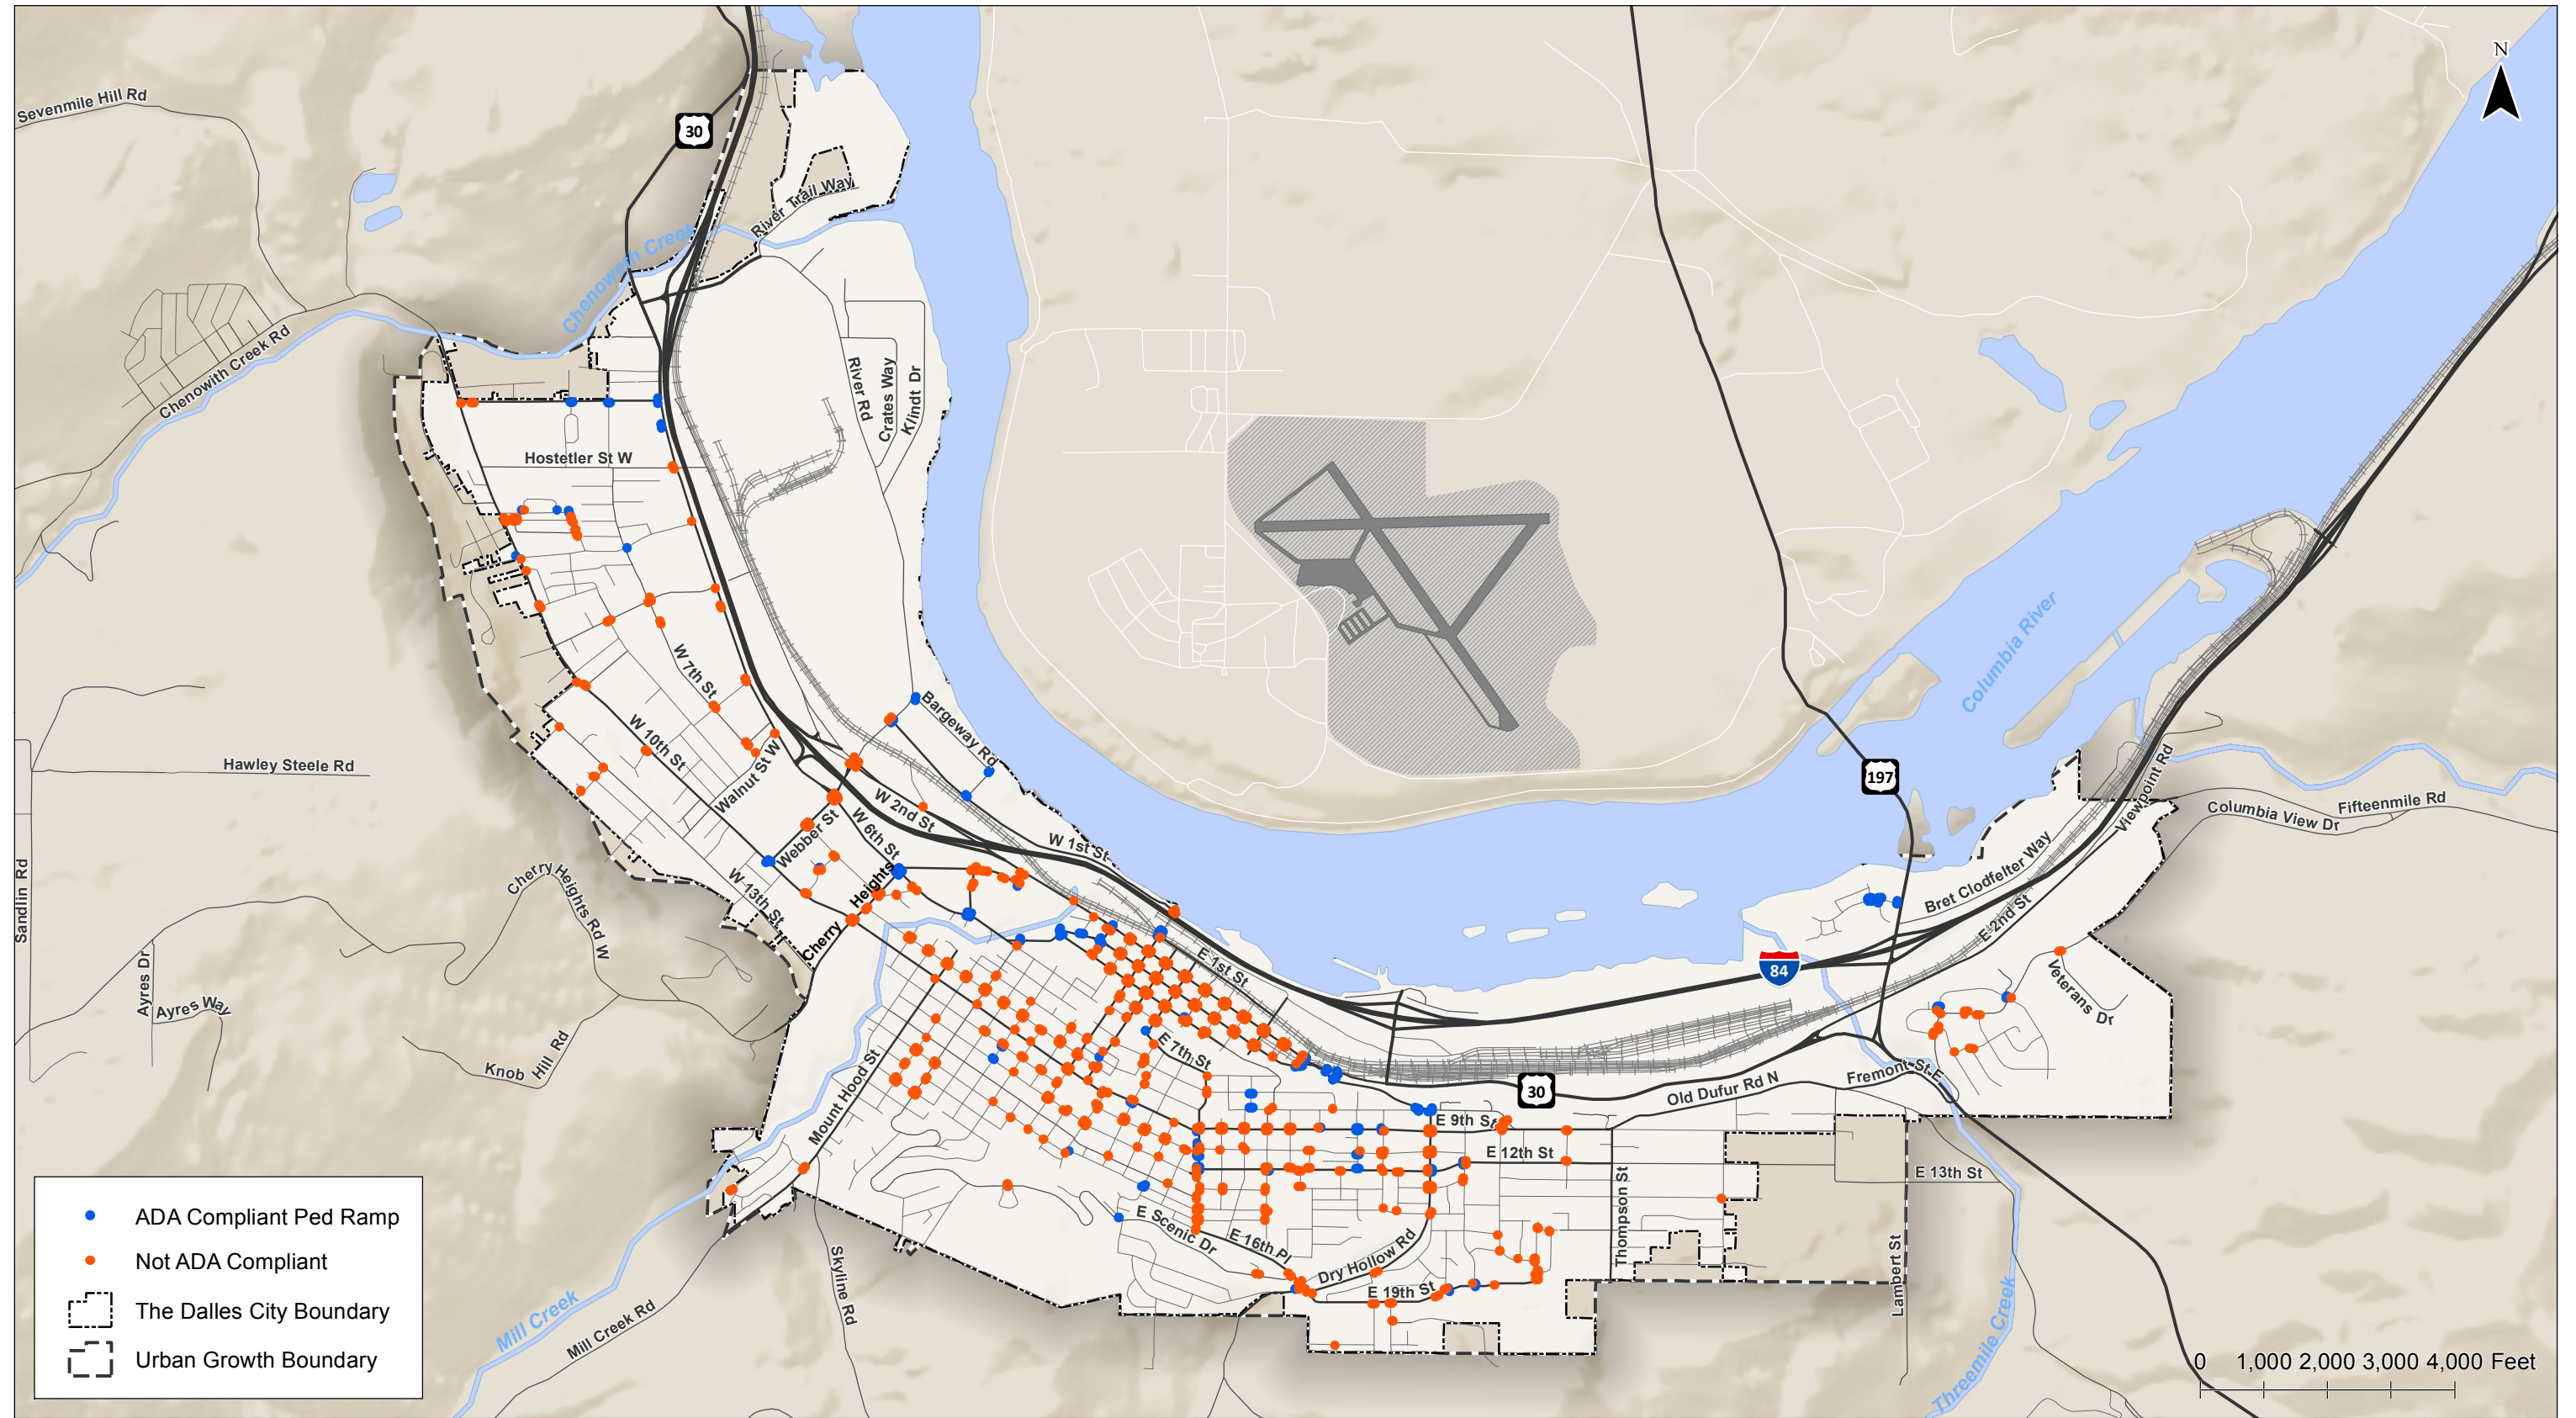 N
Sevenmile Hill Rd
30
River Trail Way
Chenoweth Creek
Chenowith Creek Rd
River Rd
Crates Way
Klindt Dr
Hostetler St W
Columbia River
W 7th St
Bargeway Rd
W 10th St
Hawley Steele Rd
Walnut St W
197
Viewpoint Rd
Columbia View Dr
Fifteenmile Rd
W 2nd St
Webber St
W 6th St
W 1st St
Sandlin Rd
Cherry Heights Rd W
W 13th St
Cherry Heights
Bret Clodfelter Way
E 2nd St
E 1st St
84
Ayres Dr
Ayres Way
Veterans Dr
Knob Hill Rd
Mount Hood St
E 7th St
30
Old Dufur Rd N
Fremont St E
E 9th St
E 12th St
E 13th St
Thompson St
E Scenic Dr
E 16th Pl
Dry Hollow Rd
E 19th St
Lambert St
Skyline Rd
Mill Creek
Mill Creek Rd
Threemile Creek
ADA Compliant Ped Ramp
Not ADA Compliant
The Dalles City Boundary
Urban Growth Boundary
0 1,000 2,000 3,000 4,000 Feet